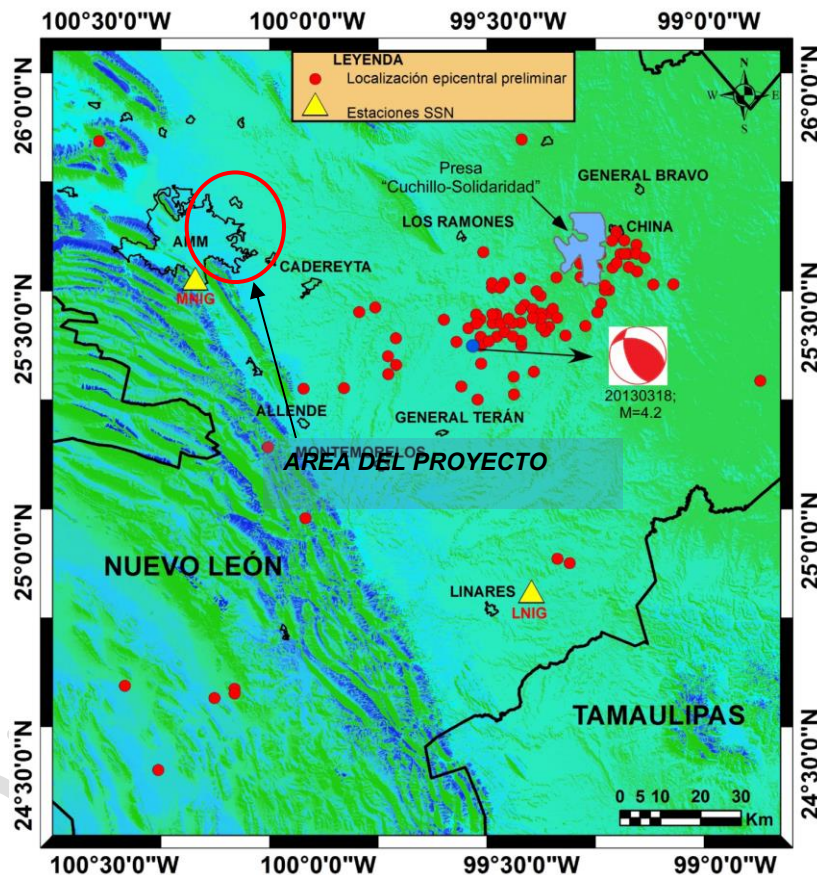 100°30'0"W 100°0'0"W 99°30'0"W 99°0'0"W
LEYENDA
Localización epicentral preliminar
Estaciones SSN
N
W E
S
26°0'0"N
26°0'0"N
Presa
"Cuchillo-Solidaridad"
GENERAL BRAVO
LOS RAMONES
CHINA
AMM
CADEREYTA
MNIG
25°30'0"N
25°30'0"N
20130318;
M=4.2
ALLENDE
GENERAL TERÁN
MONTEMORELOS
AREA DEL PROYECTO
25°0'0"N
25°0'0"N
NUEVO LEÓN
LINARES
LNIG
TAMAULIPAS
24°30'0"N
24°30'0"N
0 5 10 20 30
Km
100°30'0"W 100°0'0"W 99°30'0"W 99°0'0"W